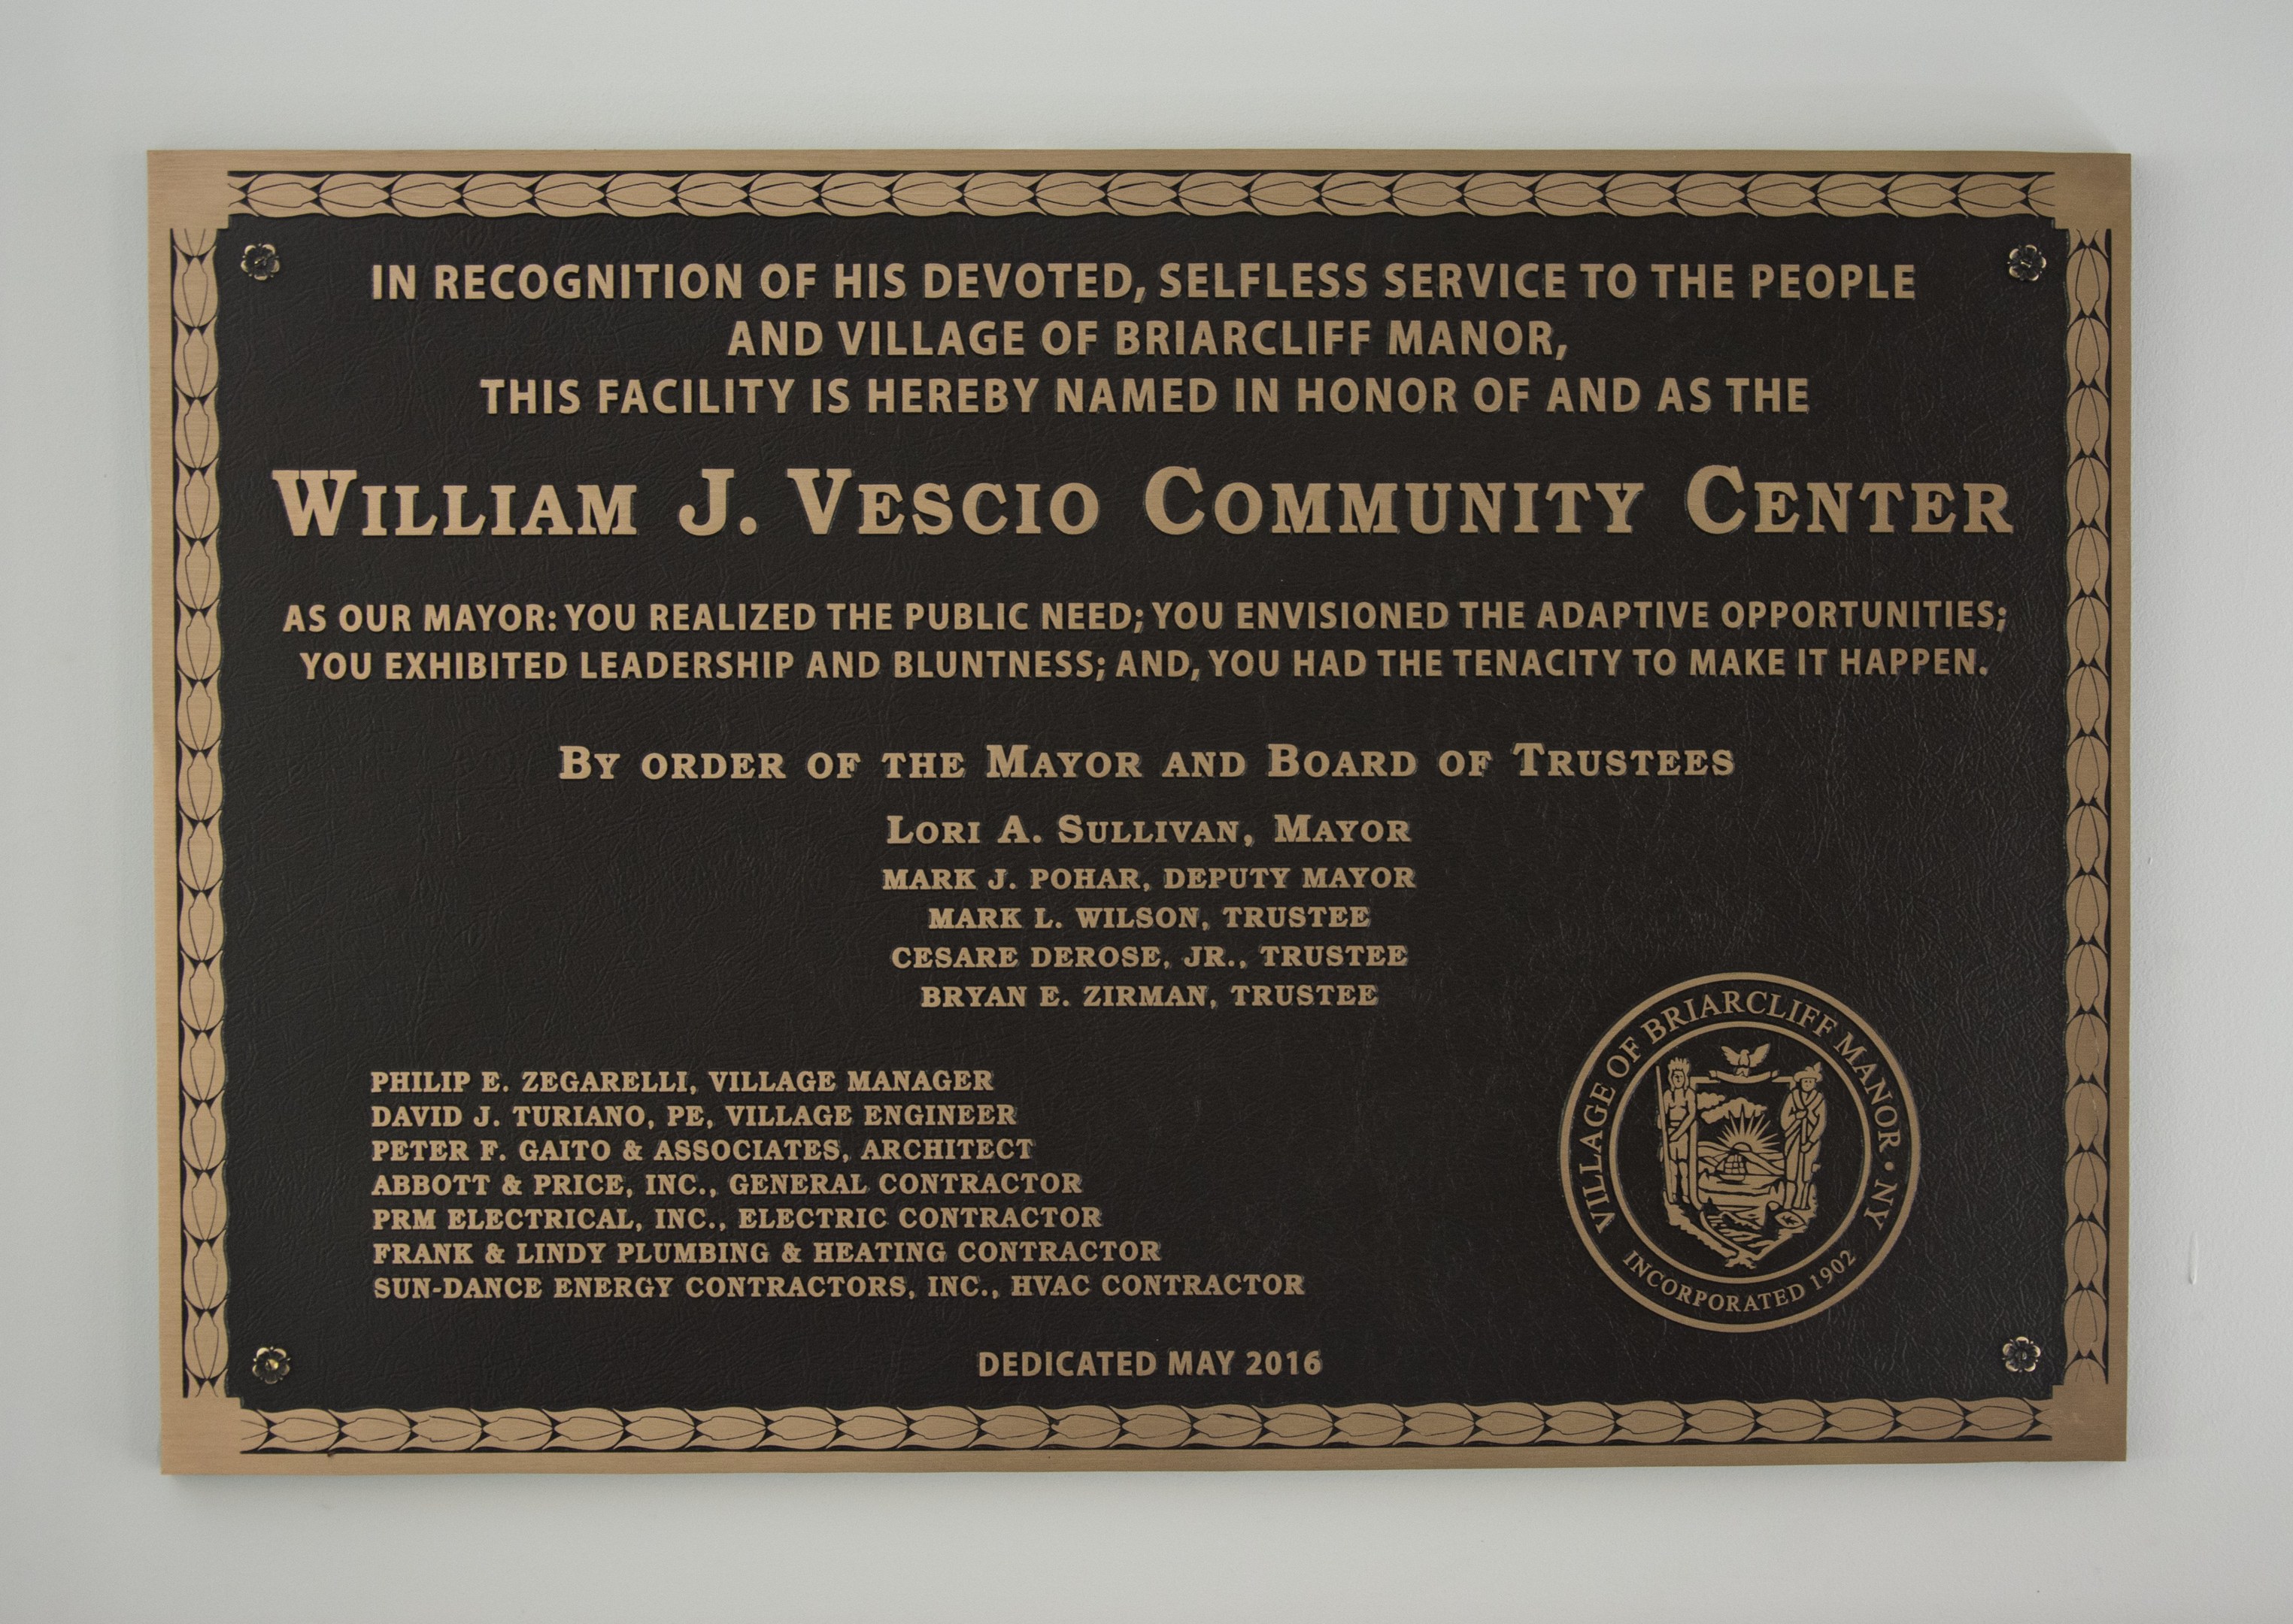 IN RECOGNITION OF HIS DEVOTED, SELFLESS SERVICE TO THE PEOPLE
AND VILLAGE OF BRIARCLIFF MANOR,
THIS FACILITY IS HEREBY NAMED IN HONOR OF AND AS THE
WILLIAM J. VESCIO COMMUNITY CENTER
AS OUR MAYOR: YOU REALIZED THE PUBLIC NEED; YOU ENVISIONED THE ADAPTIVE OPPORTUNITIES;
YOU EXHIBITED LEADERSHIP AND BLUNTNESS; AND, YOU HAD THE TENACITY TO MAKE IT HAPPEN.
BY ORDER OF THE MAYOR AND BOARD OF TRUSTEES
LORI A. SULLIVAN, MAYOR
MARK J. POHAR, DEPUTY MAYOR
MARK L. WILSON, TRUSTEE
CESARE DEROSE, JR., TRUSTEE
BRYAN E. ZIRMAN, TRUSTEE
PHILIP E. ZEGARELLI, VILLAGE MANAGER
DAVID J. TURIANO, PE, VILLAGE ENGINEER
PETER F. GAITO & ASSOCIATES, ARCHITECT
ABBOTT & PRICE, INC., GENERAL CONTRACTOR
PRM ELECTRICAL, INC., ELECTRIC CONTRACTOR
FRANK & LINDY PLUMBING & HEATING CONTRACTOR
SUN-DANCE ENERGY CONTRACTORS, INC., HVAC CONTRACTOR
VILLAGE OF BRIARCLIFF MANOR • NY
INCORPORATED 1902
DEDICATED MAY 2016